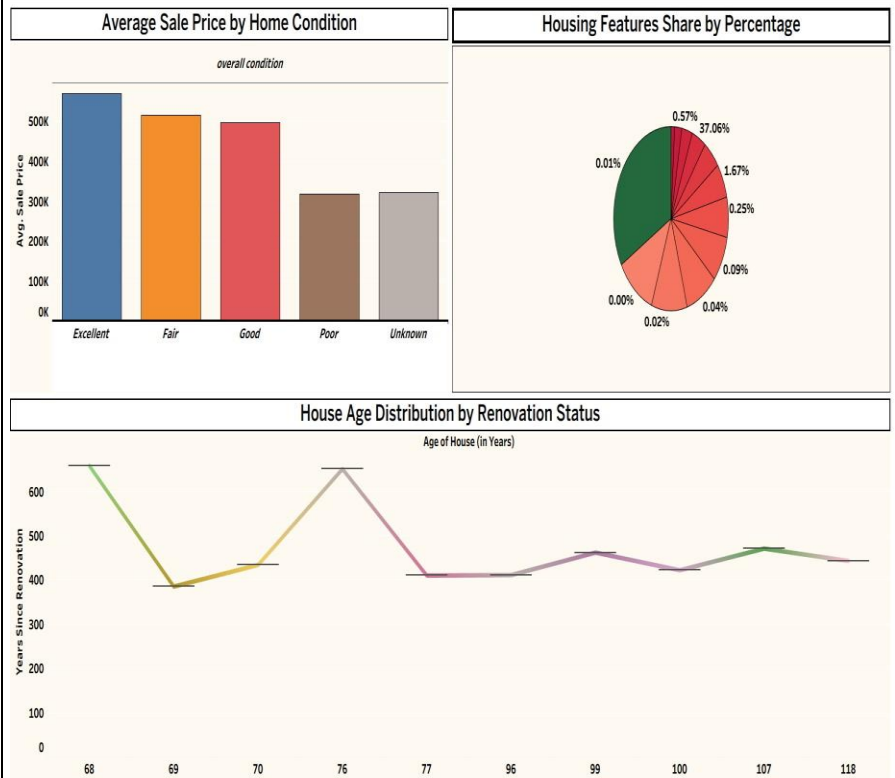 Average Sale Price by Home Condition
overall condition
Avg. Sale Price
500K
400K
300K
200K
100K
0K
Excellent Fair Good Poor Unknown
Housing Features Share by Percentage
0.57%
37.06%
0.01%
1.67%
0.25%
0.09%
0.00%
0.04%
0.02%
House Age Distribution by Renovation Status
Age of House (in Years)
Years Since Renovation
600
500
400
300
200
100
0
68 69 70 76 77 96 99 100 107 118